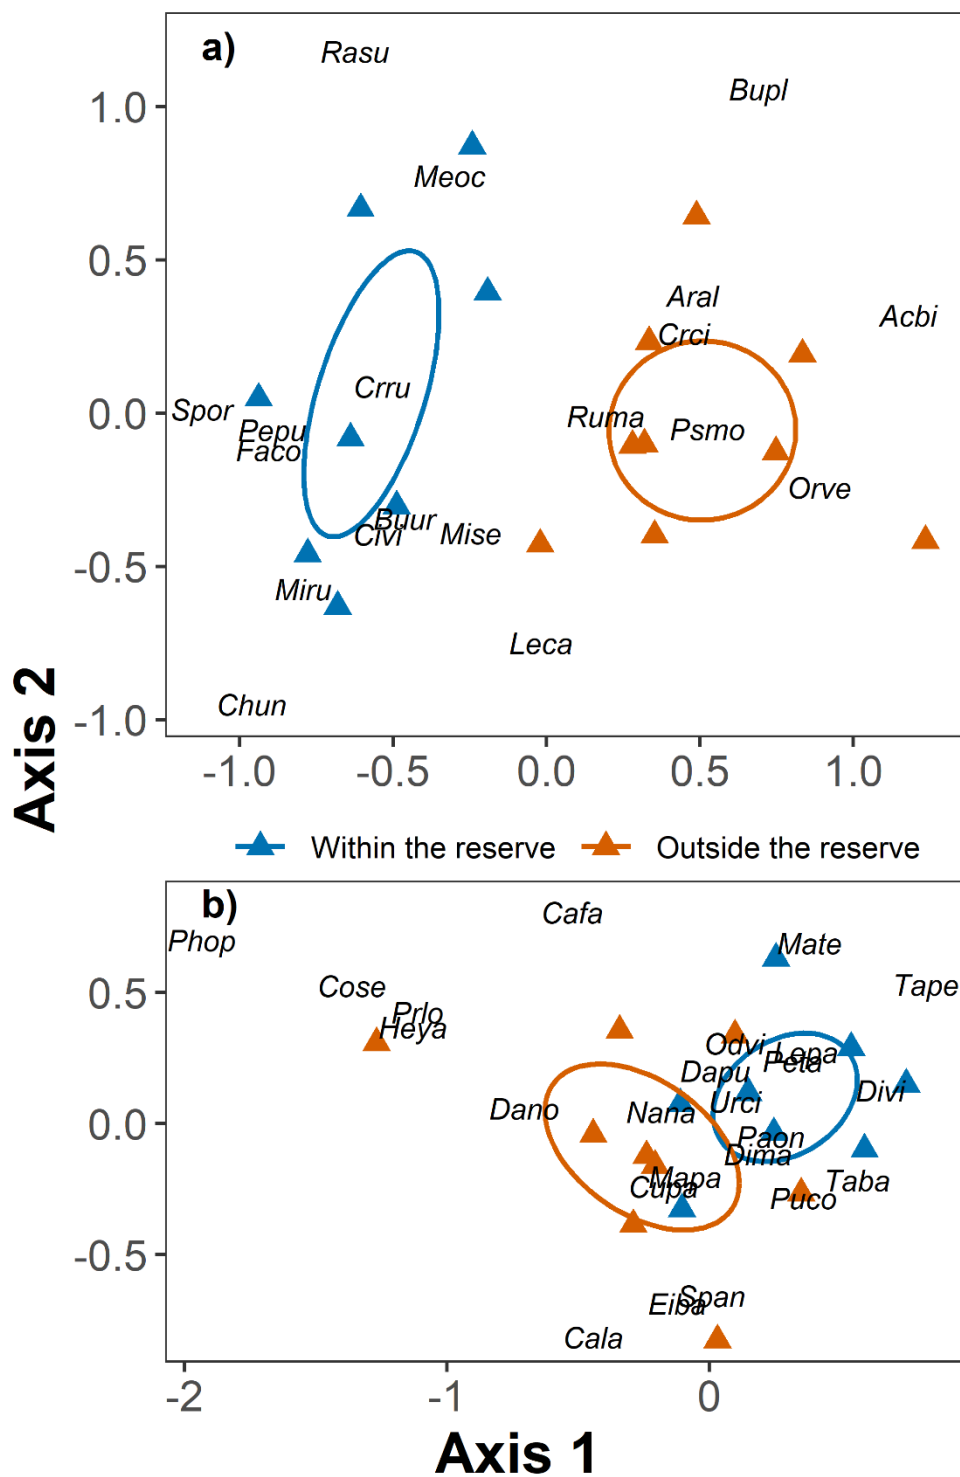 a)
Rasu
Bupl
1.0
Meoc
0.5
Aral
Acbi
Crci
Crru
0.0
Spor
Ruma
Pepu
Psmo
Faco
Orve
Buur
Civi
Mise
-0.5
Miru
Leca
Chun
-1.0
-1.0 -0.5 0.0 0.5 1.0
Axis 2
Within the reserve Outside the reserve
b)
Cafa
Phop
Mate
0.5
Cose
Tape
Prlo
Heya
Odvi
Lepa
Peta
Dapu
Divi
Dano
Nana
Urci
0.0
Paon
Dima
Mapa
Taba
Cupa
Puco
-0.5
Eiba
Span
Cala
-2 -1 0
Axis 1